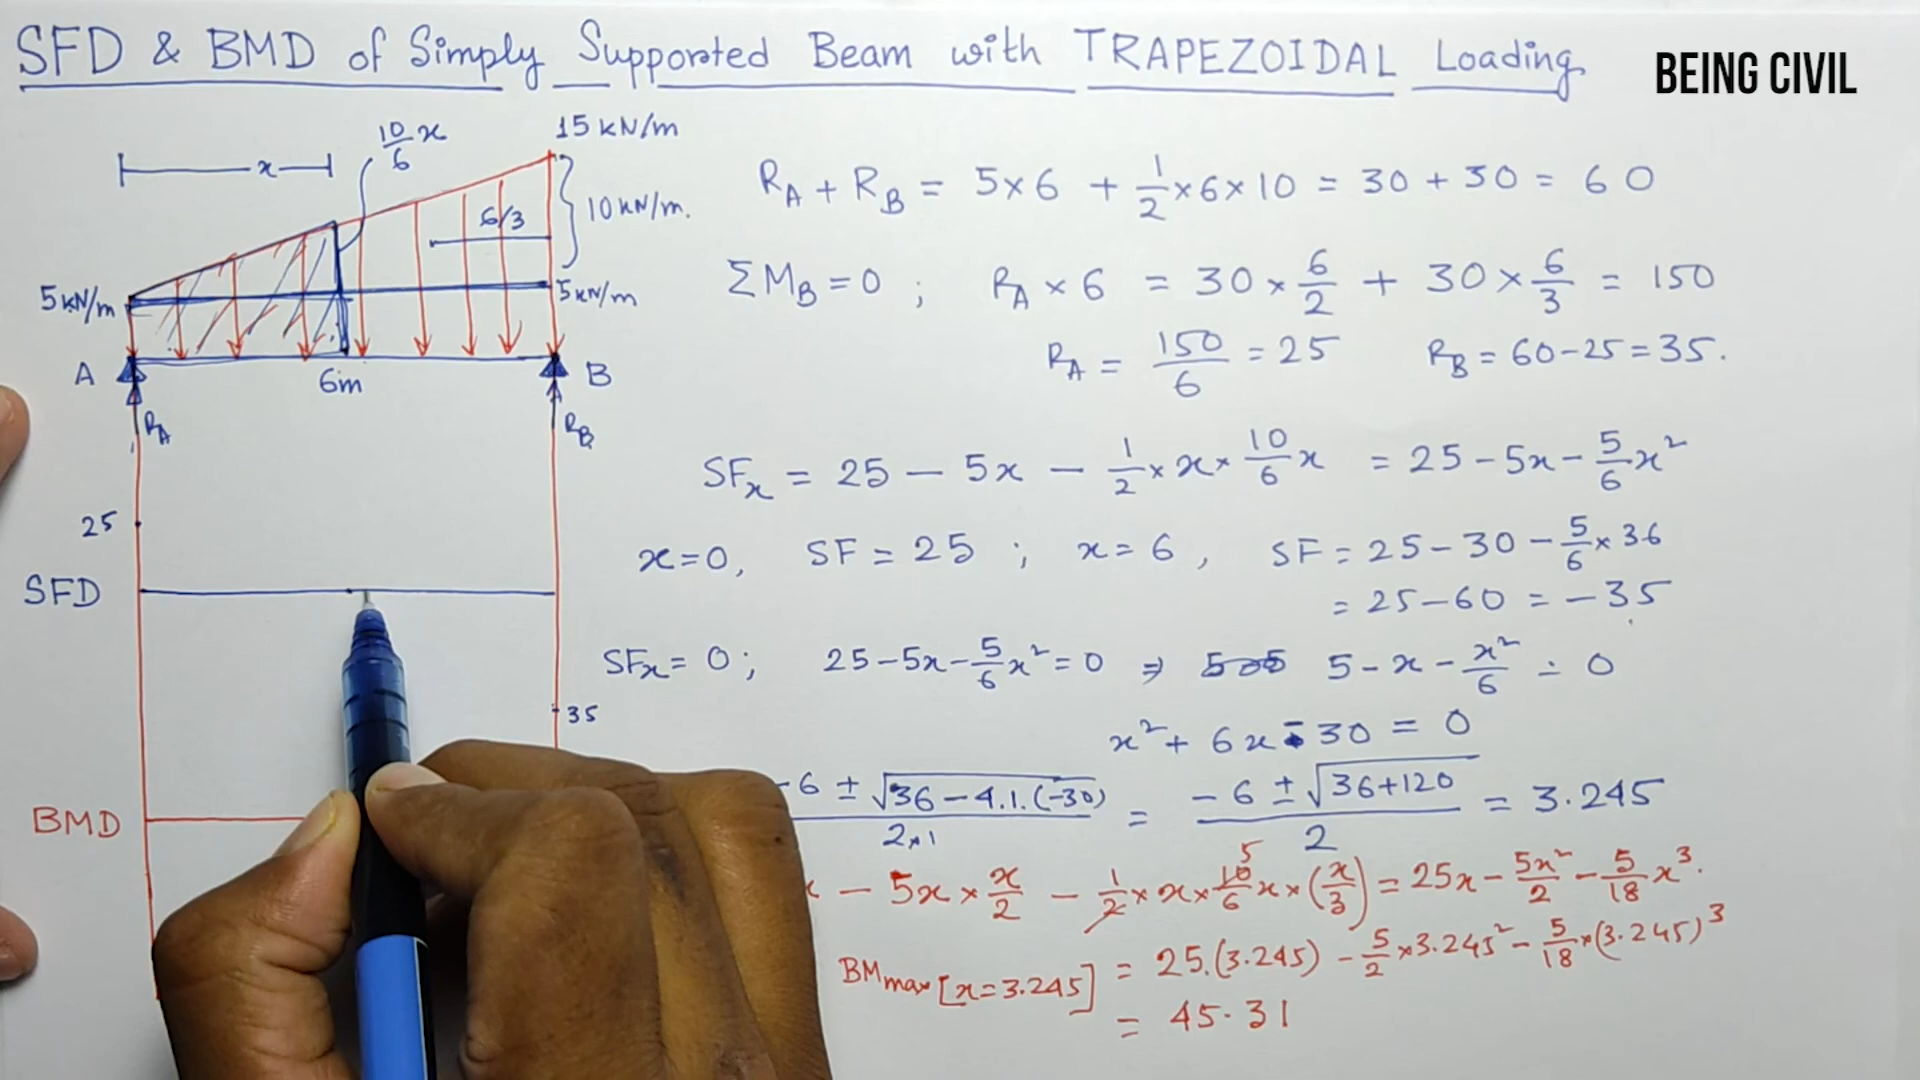 SFD & BMD of Simply Supported Beam with TRAPEZOIDAL Loading
BEING CIVIL
10/6 x
15 kN/m
x
10 kN/m.
6/3
5 kN/m
5 kN/m
A
6m
B
RA
RB
25
SFD
35
BMD
RA + RB = 5×6 + 1/2×6×10 = 30 + 30 = 60
ΣMB = 0 ; RA × 6 = 30 × 6/2 + 30 × 6/3 = 150
RA = 150/6 = 25 RB = 60-25 = 35.
SFx = 25 - 5x - 1/2 × x × 10/6 x = 25 - 5x - 5/6 x²
x=0, SF = 25 ; x = 6 , SF = 25 - 30 - 5/6 × 36
= 25 - 60 = -35
SFx = 0 ; 25 - 5x - 5/6 x² = 0 ⇒ 5 - x - x²/6 = 0
x² + 6x - 30 = 0
-6 ± √36 - 4.1.(-30) / 2×1 = -6 ± √36+120 / 2 = 3.245
- 5x × x/2 - 1/2 × x × 10/6 x × (x/3) = 25x - 5x²/2 - 5/18 x³.
5
BMmax [x=3.245] = 25.(3.245) - 5/2 × 3.245² - 5/18 × (3.245)³
= 45.31